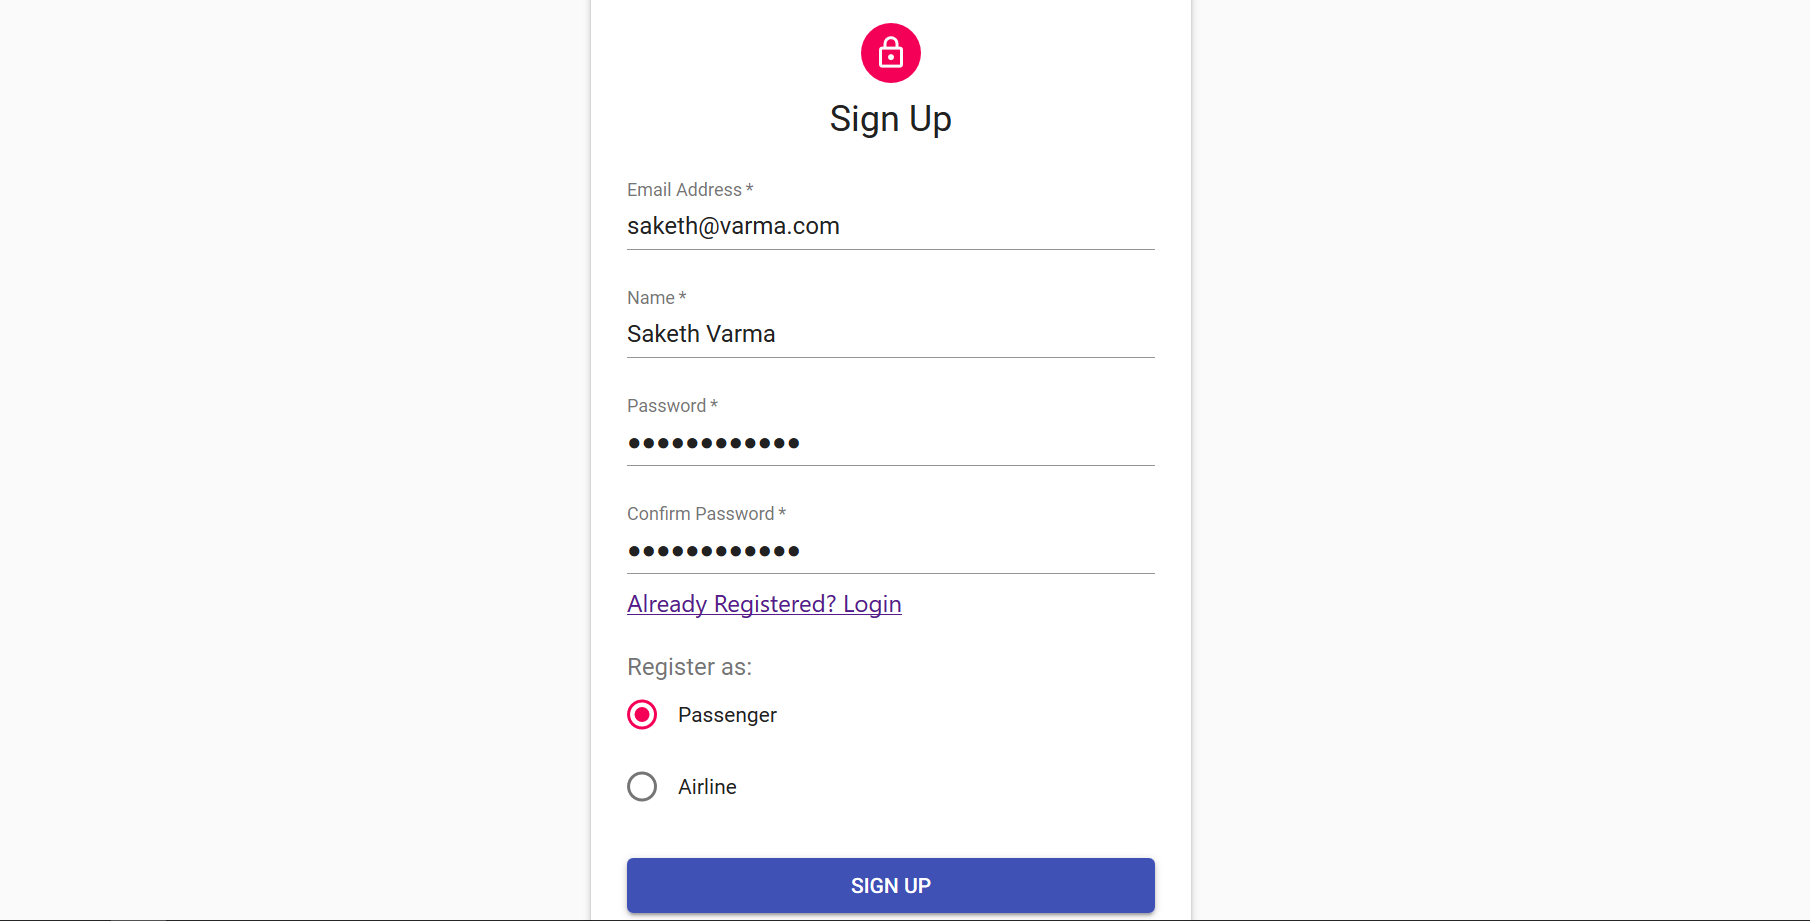 Sign Up
Email Address *
saketh@varma.com
Name *
Saketh Varma
Password *
••••••••••••
Confirm Password *
••••••••••••
Already Registered? Login
Register as:
Passenger
Airline
SIGN UP